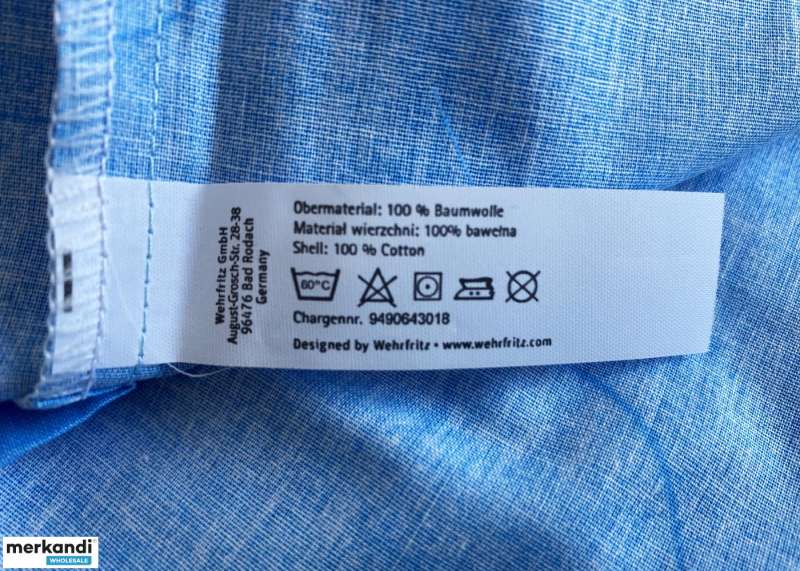 Wehrfritz GmbH
August-Grosch-Str. 28-38
96476 Bad Rodach
Germany
Obermaterial: 100 % Baumwolle
Materiał wierzchni: 100% bawełna
Shell: 100 % Cotton
60°C
Chargennr. 9490643018
Designed by Wehrfritz • www.wehrfritz.com
merkandi
WHOLESALE